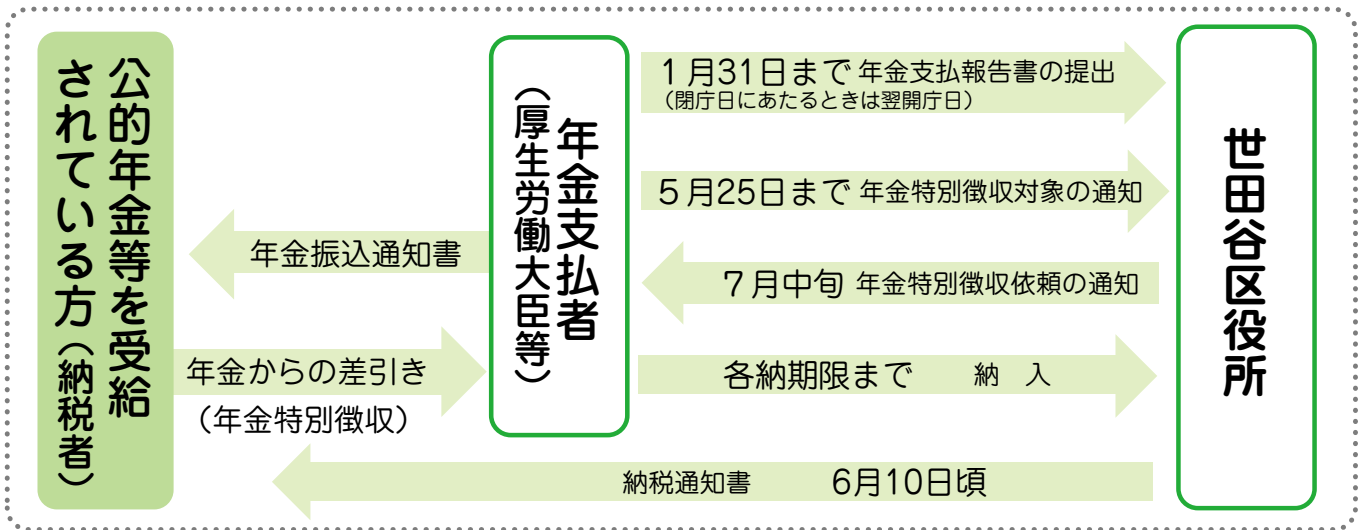 公的年金等を受給
されている方（納税者）
年金振込通知書
年金からの差引き
（年金特別徴収）
年金支払者
（厚生労働大臣等）
1月31日まで 年金支払報告書の提出
（閉庁日にあたるときは翌開庁日）
5月25日まで 年金特別徴収対象の通知
7月中旬 年金特別徴収依頼の通知
各納期限まで 納 入
納税通知書 6月10日頃
世田谷区役所